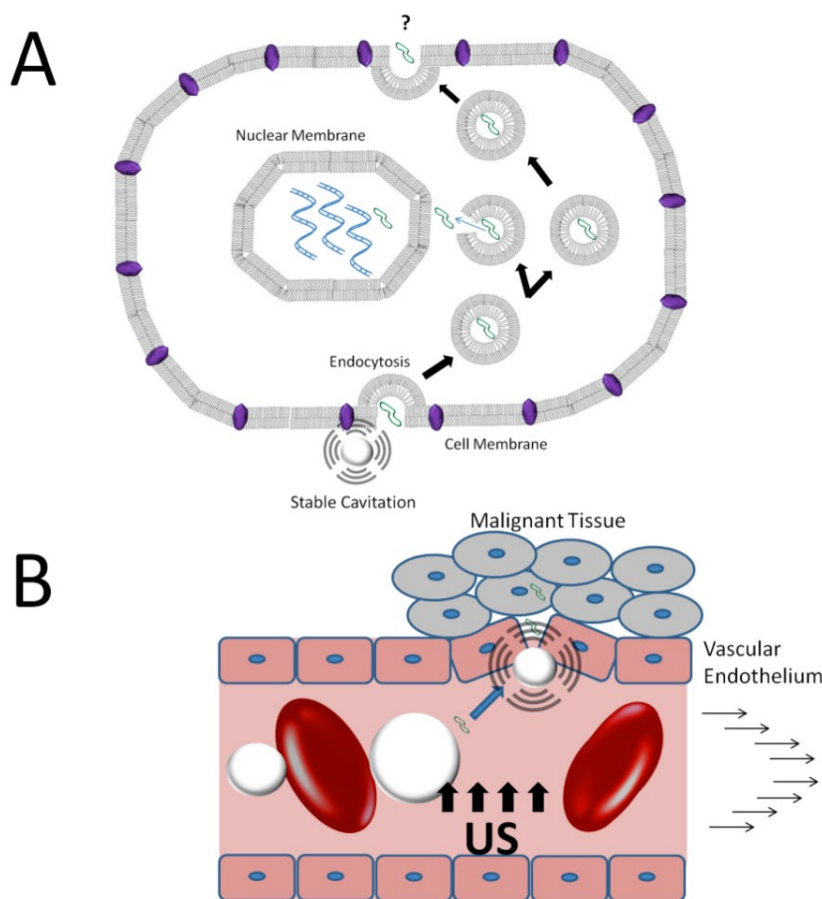 A
?
Nuclear Membrane
Endocytosis
Cell Membrane
Stable Cavitation
B
Malignant Tissue
Vascular
Endothelium
US